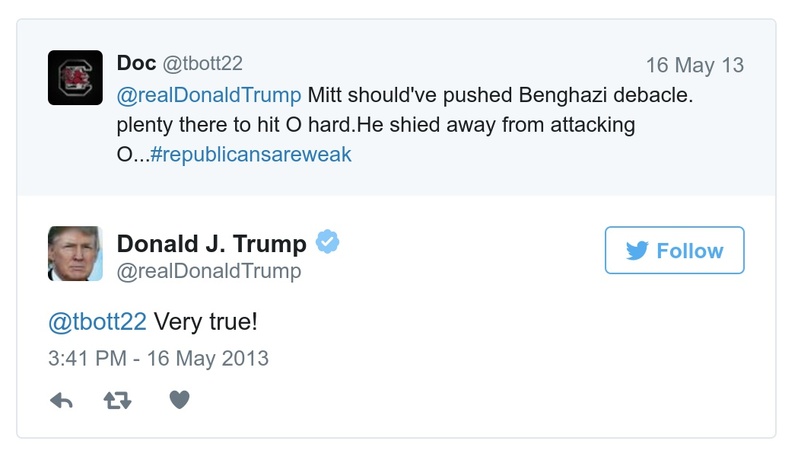 Doc @tbott22 16 May 13
@realDonaldTrump Mitt should've pushed Benghazi debacle.
plenty there to hit O hard.He shied away from attacking
O...#republicansareweak
Donald J. Trump
@realDonaldTrump
Follow
@tbott22 Very true!
3:41 PM - 16 May 2013